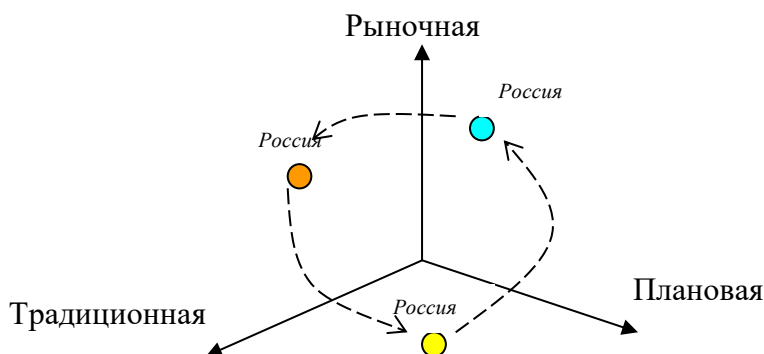 Рыночная
Россия
Россия
Плановая
Традиционная
Россия